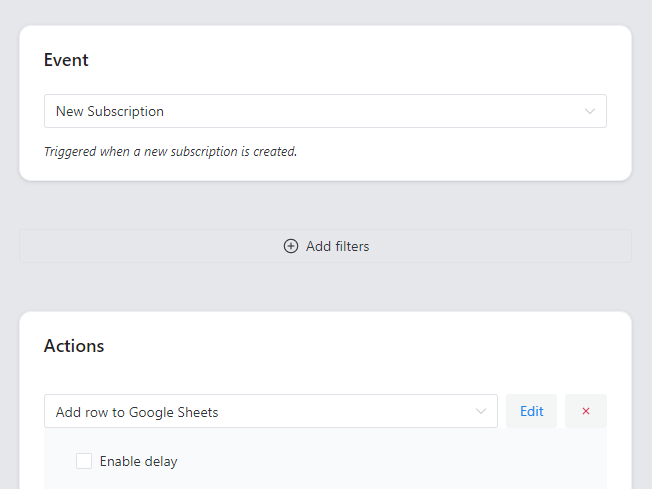 Event
New Subscription
Triggered when a new subscription is created.
Add filters
Actions
Add row to Google Sheets
Edit
×
Enable delay